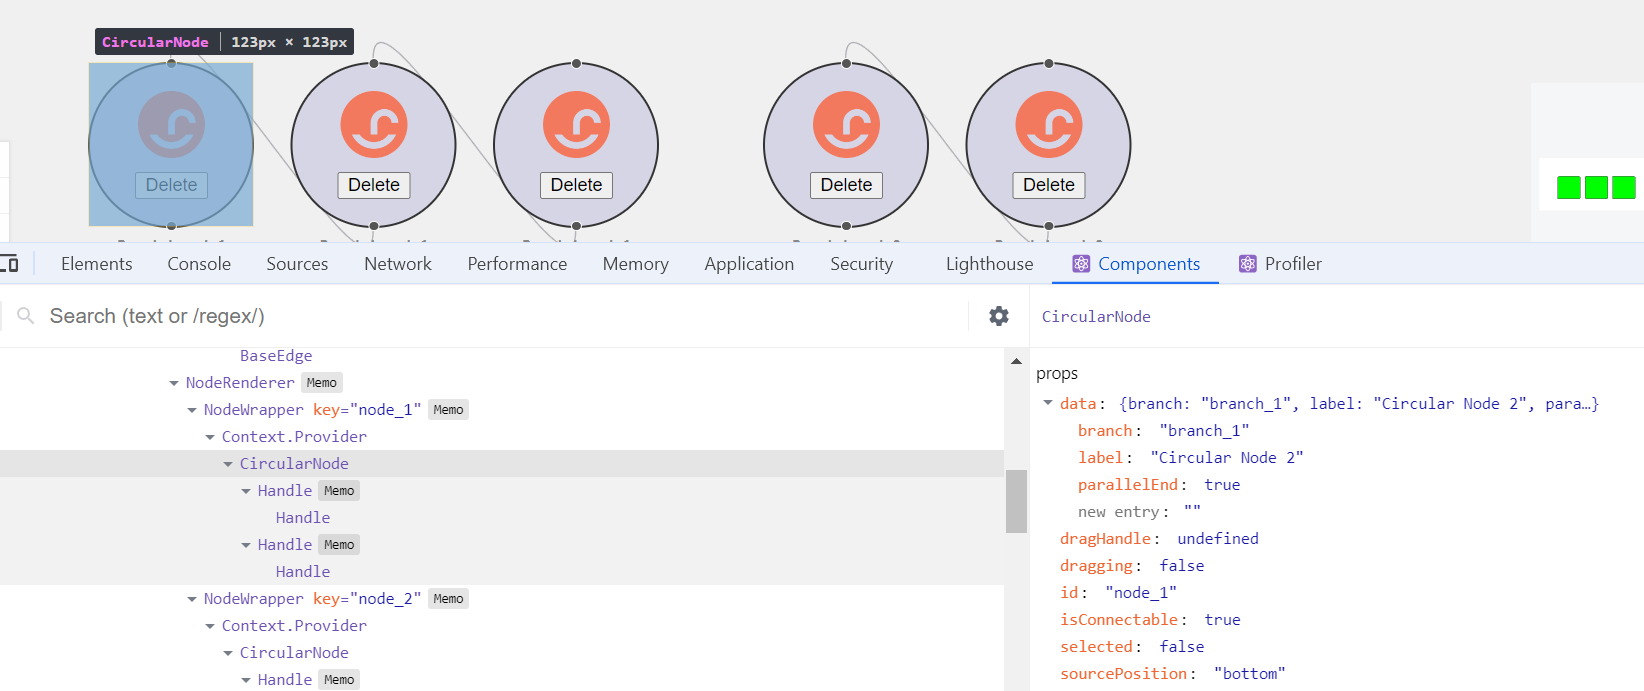 CircularNode 123px × 123px
Delete Delete Delete Delete Delete
Elements Console Sources Network Performance Memory Application Security Lighthouse Components Profiler
Search (text or /regex/)
BaseEdge
NodeRenderer Memo
NodeWrapper key="node_1" Memo
Context.Provider
CircularNode
Handle Memo
Handle
Handle Memo
Handle
NodeWrapper key="node_2" Memo
Context.Provider
CircularNode
Handle Memo
CircularNode
props
data: {branch: "branch_1", label: "Circular Node 2", para…}
branch: "branch_1"
label: "Circular Node 2"
parallelEnd: true
new entry: ""
dragHandle: undefined
dragging: false
id: "node_1"
isConnectable: true
selected: false
sourcePosition: "bottom"